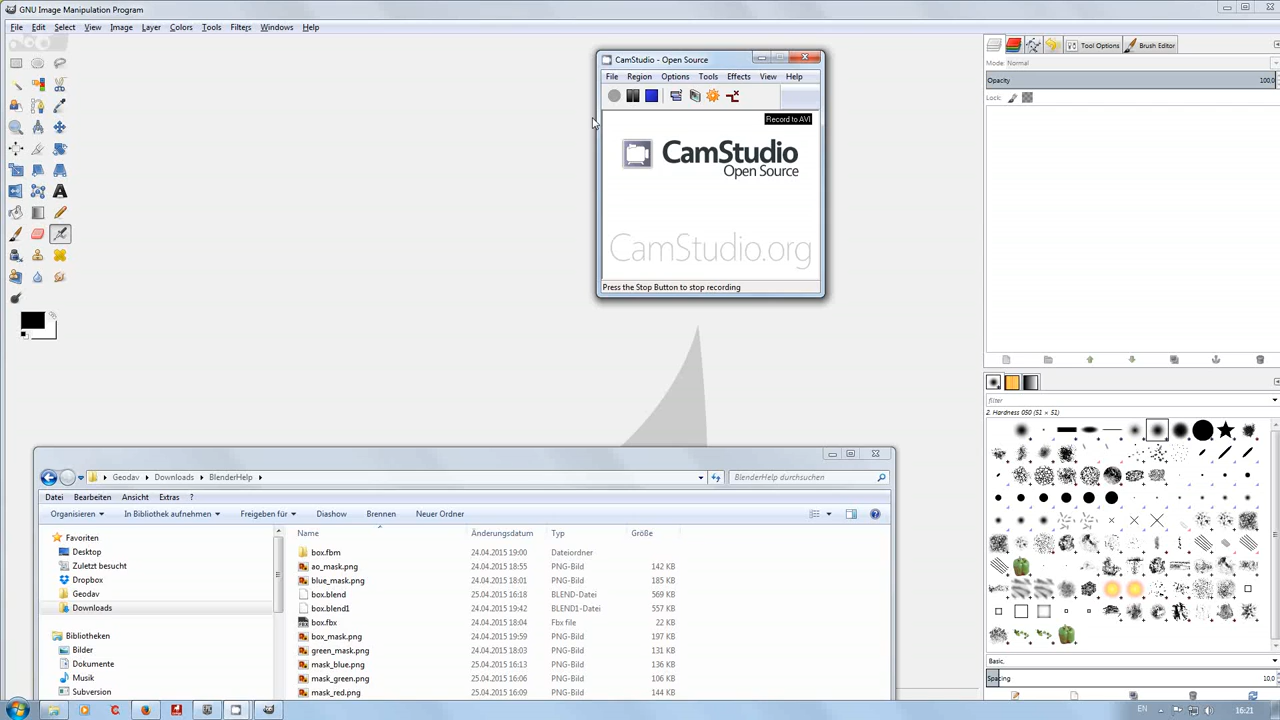 GNU Image Manipulation Program
File Edit Select View Image Layer Colors Tools Filters Windows Help
Tool Options Brush Editor
Mode: Normal
Opacity 100.0
Lock:
CamStudio - Open Source
File Region Options Tools Effects View Help
Record to AVI
CamStudio
Open Source
CamStudio.org
Press the Stop Button to stop recording
filter
2. Hardness 050 (51 × 51)
Basic,
Spacing 10.0
Geodav Downloads BlenderHelp
BlenderHelp durchsuchen
Datei Bearbeiten Ansicht Extras ?
Organisieren In Bibliothek aufnehmen Freigeben für Diashow Brennen Neuer Ordner
Name Änderungsdatum Typ Größe
Favoriten
Desktop
Zuletzt besucht
Dropbox
Geodav
Downloads
Bibliotheken
Bilder
Dokumente
Musik
Subversion
box.fbm 24.04.2015 19:00 Dateiordner
ao_mask.png 24.04.2015 18:55 PNG-Bild 142 KB
blue_mask.png 24.04.2015 18:01 PNG-Bild 185 KB
box.blend 25.04.2015 16:18 BLEND-Datei 569 KB
box.blend1 24.04.2015 19:42 BLEND1-Datei 557 KB
box.fbx 24.04.2015 18:04 Fbx file 22 KB
box_mask.png 24.04.2015 19:59 PNG-Bild 197 KB
green_mask.png 24.04.2015 18:03 PNG-Bild 131 KB
mask_blue.png 25.04.2015 16:13 PNG-Bild 136 KB
mask_green.png 25.04.2015 16:06 PNG-Bild 106 KB
mask_red.png 25.04.2015 16:09 PNG-Bild 144 KB
EN 16:21